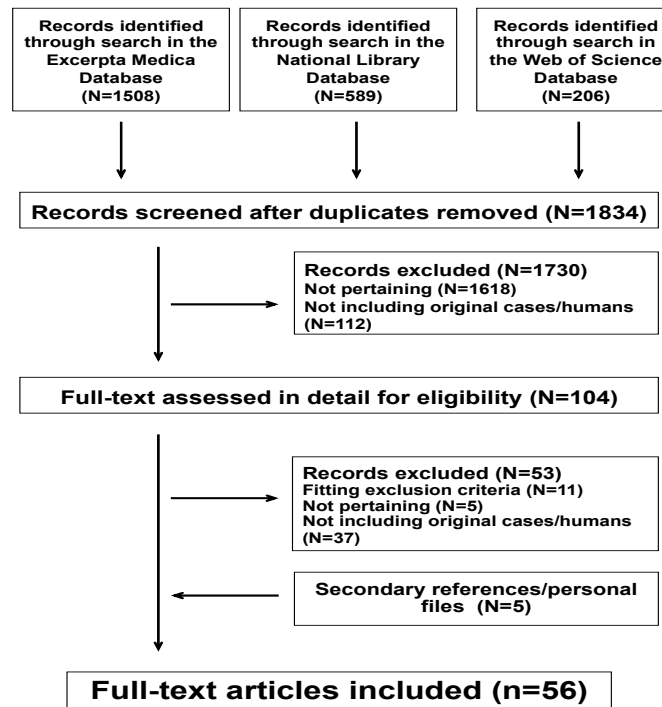 Records identified
through search in the
Excerpta Medica
Database
(N=1508)
Records identified
through search in the
National Library
Database
(N=589)
Records identified
through search in
the Web of Science
Database
(N=206)
Records screened after duplicates removed (N=1834)
Records excluded (N=1730)
Not pertaining (N=1618)
Not including original cases/humans
(N=112)
Full-text assessed in detail for eligibility (N=104)
Records excluded (N=53)
Fitting exclusion criteria (N=11)
Not pertaining (N=5)
Not including original cases/humans
(N=37)
Secondary references/personal
files (N=5)
Full-text articles included (n=56)